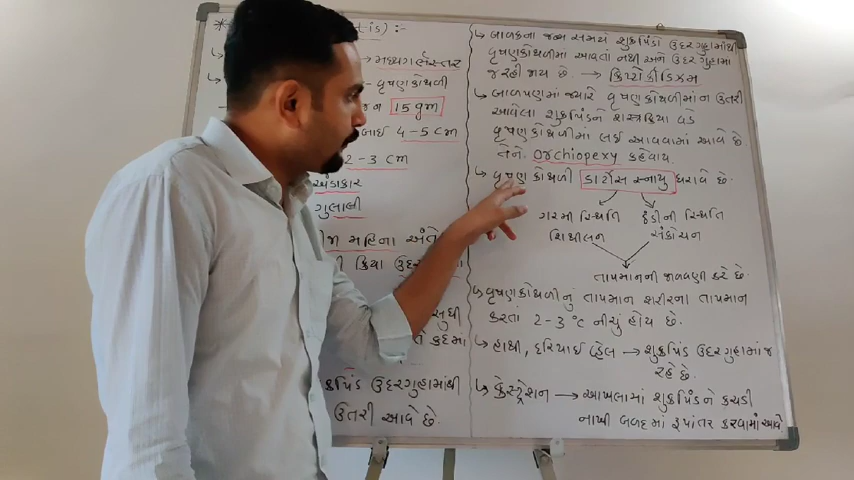 tis) :-
→ મધ્યગર્ભસ્તર
- વૃષણકોથળી
જન 15 gm
બાઈ 4-5 cm
2-3 cm
અંડાકાર
ગુલાબી
જા મહિના અંતે
ક્રિયા
સુધી
કદમા
ક્રપિંડ ઉદરગુહામાંથી
ઉતરી આવે છે.
↳ બાળકના જન્મ સમયે શુક્રપિંડો ઉદરગુહામાંથી
વૃષણકોથળીમાં આવતા નથી અને ઉદરગુહામાં
જ રહી જાય છે → ક્રિપ્ટોર્કીડિઝમ
↳ બાળપણમાં જ્યારે વૃષણકોથળીમાં ન ઉતરી
આવેલા શુક્રપિંડને શસ્ત્રક્રિયા વડે
વૃષણકોથળીમાં લઈ આવવામાં આવે છે
તેને orchiopexy કહેવાય.
↳ વૃષણ કોથળી ડાર્ટોસ સ્નાયુ ધરાવે છે.
ગરમી સ્થિતિ ઠંડીની સ્થિતિ
શિથીલન સંકોચન
તાપમાનની જાળવણી કરે છે.
↳ વૃષણકોથળીનું તાપમાન શરીરના તાપમાન
કરતાં 2-3 °C નીચું હોય છે.
↳ હાથી, દરિયાઈ વ્હેલ → શુક્રપિંડ ઉદરગુહામાં જ
રહે છે.
↳ કેસ્ટ્રેશન → આખલામાં શુક્રપિંડને કચડી
નાખી બળદમાં રૂપાંતર કરવામાં આવે